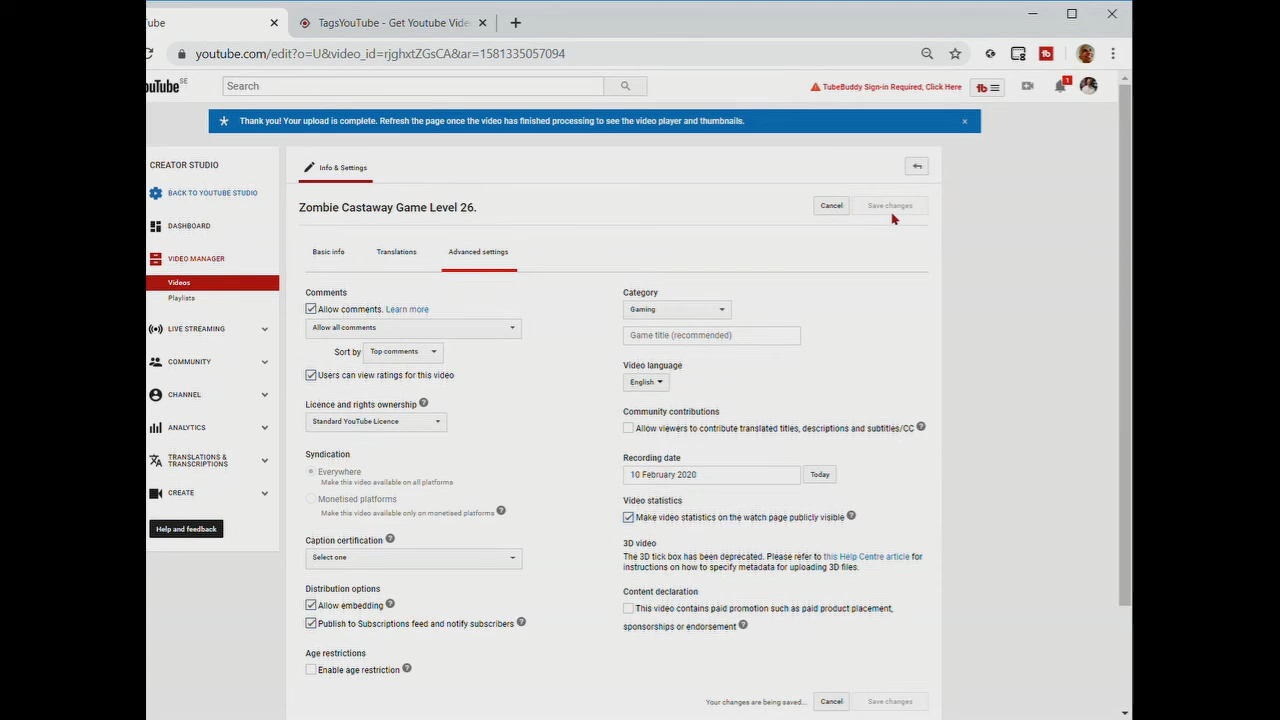 ube
TagsYouTube - Get Youtube Vide
youtube.com/edit?o=U&video_id=rjghxtZGsCA&ar=1581335057094
ouTube SE
Search
TubeBuddy Sign-in Required, Click Here
tb
1
Thank you! Your upload is complete. Refresh the page once the video has finished processing to see the video player and thumbnails.
CREATOR STUDIO
BACK TO YOUTUBE STUDIO
DASHBOARD
VIDEO MANAGER
Videos
Playlists
LIVE STREAMING
COMMUNITY
CHANNEL
ANALYTICS
TRANSLATIONS &
TRANSCRIPTIONS
CREATE
Help and feedback
Info & Settings
Zombie Castaway Game Level 26.
Cancel
Save changes
Basic info
Translations
Advanced settings
Comments
Allow comments. Learn more
Allow all comments
Sort by Top comments
Users can view ratings for this video
Licence and rights ownership
Standard YouTube Licence
Syndication
Everywhere
Make this video available on all platforms
Monetised platforms
Make this video available only on monetised platforms
Caption certification
Select one
Distribution options
Allow embedding
Publish to Subscriptions feed and notify subscribers
Age restrictions
Enable age restriction
Category
Gaming
Game title (recommended)
Video language
English
Community contributions
Allow viewers to contribute translated titles, descriptions and subtitles/CC
Recording date
10 February 2020
Today
Video statistics
Make video statistics on the watch page publicly visible
3D video
The 3D tick box has been deprecated. Please refer to this Help Centre article for
instructions on how to specify metadata for uploading 3D files.
Content declaration
This video contains paid promotion such as paid product placement,
sponsorships or endorsement
Your changes are being saved...
Cancel
Save changes